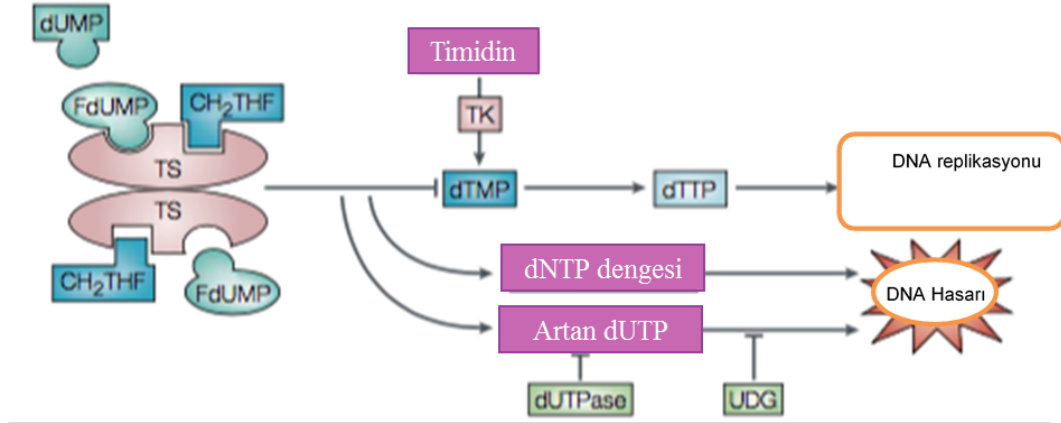 dUMP
Timidin
FdUMP
CH₂THF
TK
TS
TS
dTMP
dTTP
DNA replikasyonu
CH₂THF
FdUMP
dNTP dengesi
DNA Hasarı
Artan dUTP
dUTPase
UDG